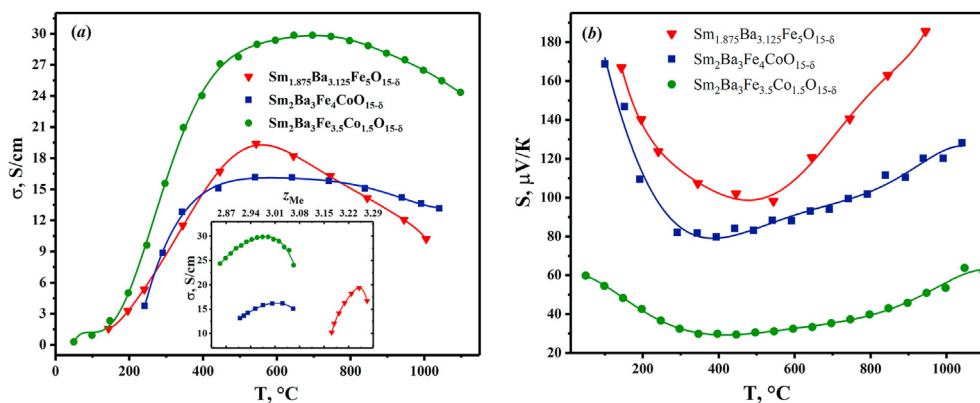 (a)
σ, S/cm
33
30
27
24
21
18
15
12
9
6
3
0
Sm1.875Ba3.125Fe5O15-δ
Sm2Ba3Fe4CoO15-δ
Sm2Ba3Fe3.5Co1.5O15-δ
zMe
2.87 2.94 3.01 3.08 3.15 3.22 3.29
σ, S/cm
30
25
20
15
10
0 200 400 600 800 1000
T, °C
(b)
S, µV/K
180
160
140
120
100
80
60
40
20
Sm1.875Ba3.125Fe5O15-δ
Sm2Ba3Fe4CoO15-δ
Sm2Ba3Fe3.5Co1.5O15-δ
0 200 400 600 800 1000
T, °C